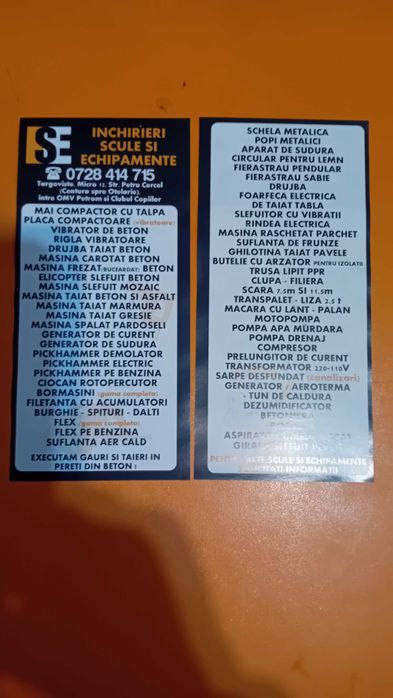 SE
INCHIRIERI
SCULE SI
ECHIPAMENTE
☎ 0728 414 715
Targoviste, Micro 12, Str. Petru Cercel
(Centura spre Otelarie),
intre OMV Petrom si Clubul Copiilor
MAI COMPACTOR CU TALPA
PLACA COMPACTOARE (vibratoare)
VIBRATOR DE BETON
RIGLA VIBRATOARE
DRUJBA TAIAT BETON
MASINA CAROTAT BETON
MASINA FREZAT(BUCIARDAT) BETON
ELICOPTER SLEFUIT BETON
MASINA SLEFUIT MOZAIC
MASINA TAIAT BETON SI ASFALT
MASINA TAIAT MARMURA
MASINA TAIAT GRESIE
MASINA SPALAT PARDOSELI
GENERATOR DE CURENT
GENERATOR DE SUDURA
PICKHAMMER DEMOLATOR
PICKHAMMER ELECTRIC
PICKHAMMER PE BENZINA
CIOCAN ROTOPERCUTOR
BORMASINI (gama completa)
FILETANTA CU ACUMULATORI
BURGHIE - SPITURI - DALTI
FLEX (gama completa)
FLEX PE BENZINA
SUFLANTA AER CALD
EXECUTAM GAURI SI TAIERI IN
PERETI DIN BETON !
SCHELA METALICA
POPI METALICI
APARAT DE SUDURA
CIRCULAR PENTRU LEMN
FIERASTRAU PENDULAR
FIERASTRAU SABIE
DRUJBA
FOARFECA ELECTRICA
DE TAIAT TABLA
SLEFUITOR CU VIBRATII
RINDEA ELECTRICA
MASINA RASCHETAT PARCHET
SUFLANTA DE FRUNZE
GHILOTINA TAIAT PAVELE
BUTELIE CU ARZATOR PENTRU IZOLATII
TRUSA LIPIT PPR
CLUPA - FILIERA
SCARA 7.5m SI 11.5m
TRANSPALET - LIZA 2.5 t
MACARA CU LANT - PALAN
MOTOPOMPA
POMPA APA MÜRDARA
POMPA DRENAJ
COMPRESOR
PRELUNGITOR DE CURENT
TRANSFORMATOR 220-110V
SARPE DESFUNDAT (canalizari)
GENERATOR / AEROTERMA
- TUN DE CALDURA
DEZUMIDIFICATOR
BETONIERA
SCULE SI ECHIPAMENTE
SOLICITATI INFORMATII